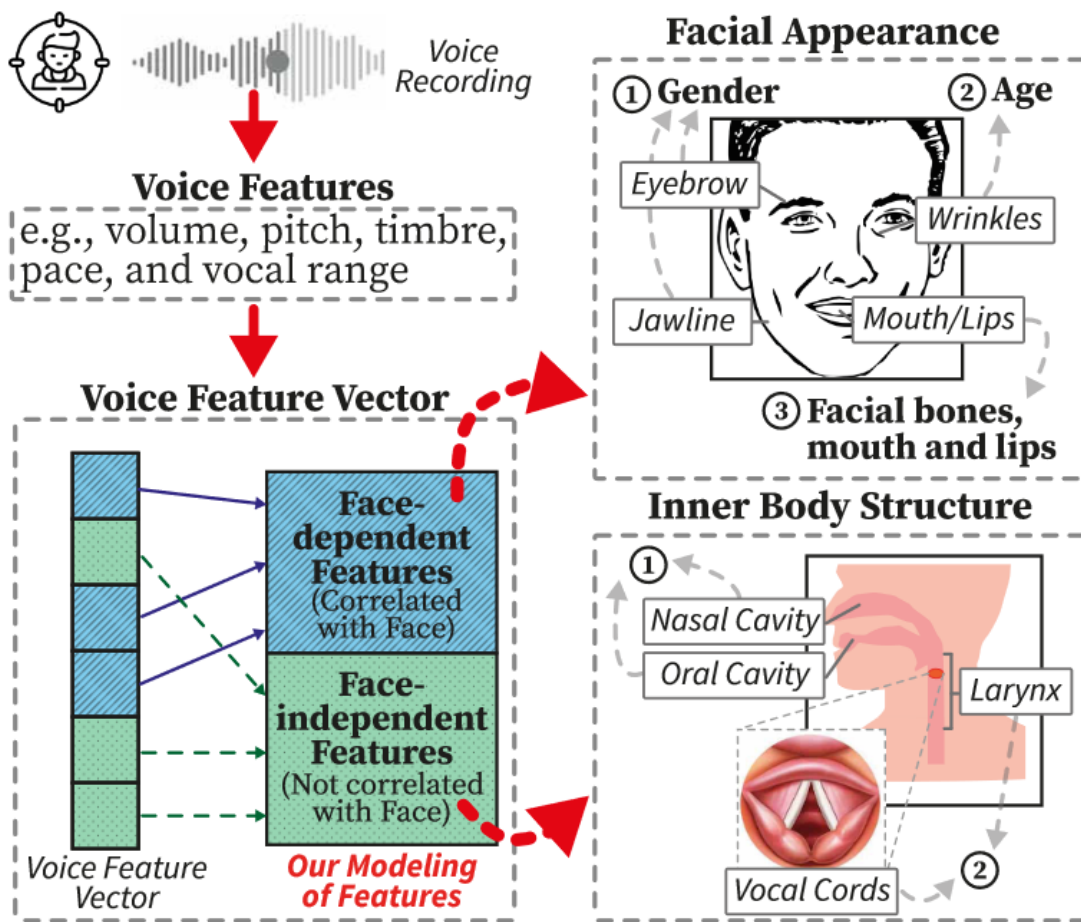 Voice
Recording
Voice Features
e.g., volume, pitch, timbre,
pace, and vocal range
Voice Feature Vector
Face-
dependent
Features
(Correlated
with Face)
Face-
independent
Features
(Not correlated
with Face)
Voice Feature
Vector
Our Modeling
of Features
Facial Appearance
1 Gender
2 Age
Eyebrow
Wrinkles
Jawline
Mouth/Lips
3 Facial bones,
mouth and lips
Inner Body Structure
1
Nasal Cavity
Oral Cavity
Larynx
Vocal Cords
2